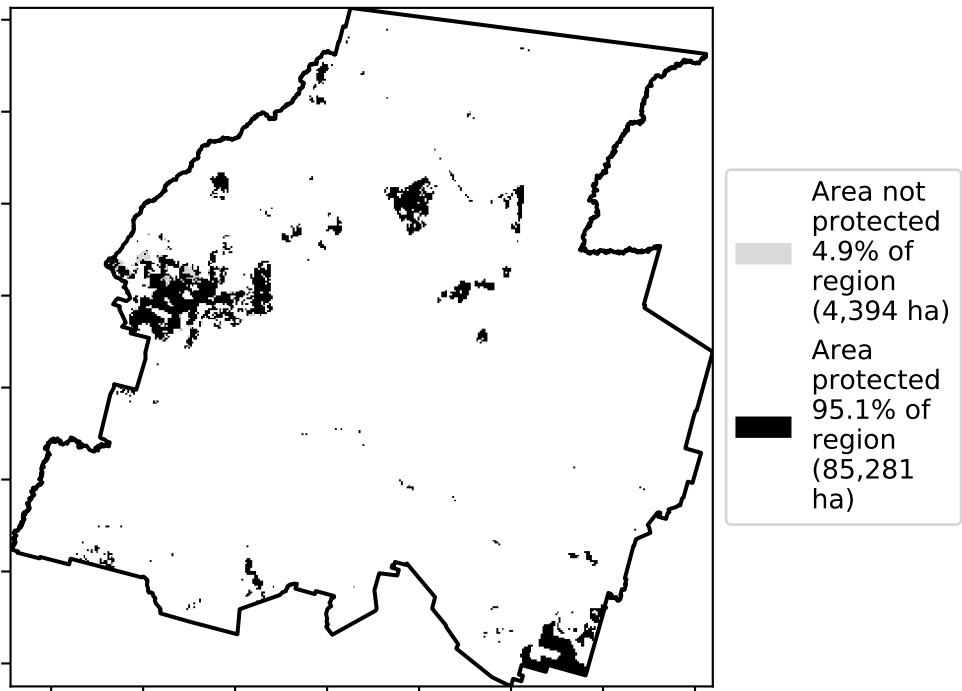 Area not
protected
4.9% of
region
(4,394 ha)
Area
protected
95.1% of
region
(85,281
ha)